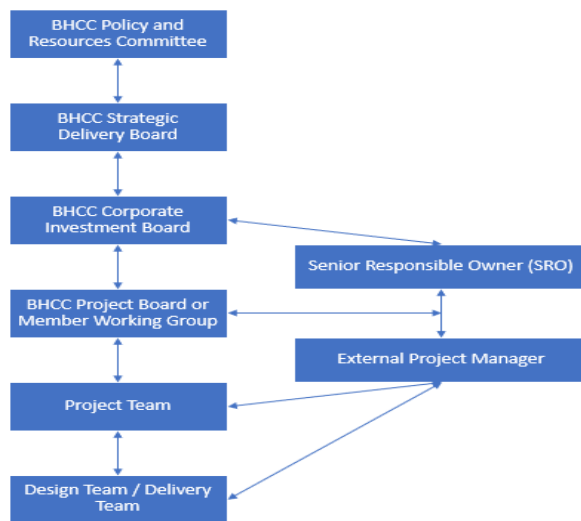 BHCC Policy and
Resources Committee
BHCC Strategic
Delivery Board
BHCC Corporate
Investment Board
Senior Responsible Owner (SRO)
BHCC Project Board or
Member Working Group
External Project Manager
Project Team
Design Team / Delivery
Team